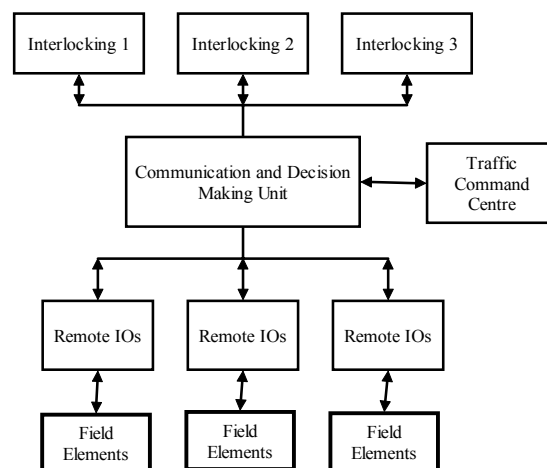 Interlocking 1
Interlocking 2
Interlocking 3
Communication and Decision
Making Unit
Traffic
Command
Centre
Remote IOs
Remote IOs
Remote IOs
Field
Elements
Field
Elements
Field
Elements